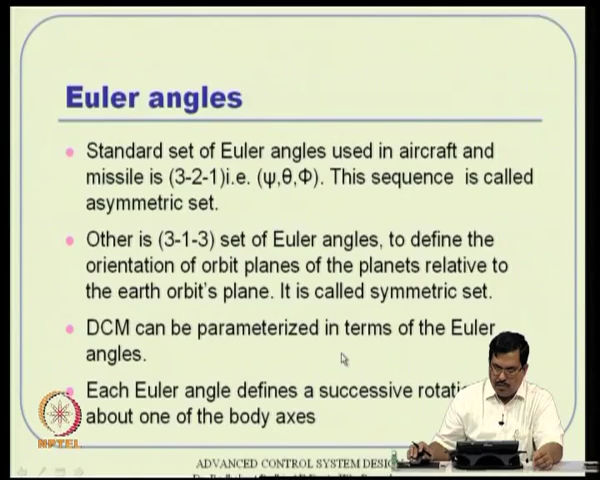 Euler angles
Standard set of Euler angles used in aircraft and
missile is (3-2-1)i.e. (ψ,θ,Φ). This sequence is called
asymmetric set.
Other is (3-1-3) set of Euler angles, to define the
orientation of orbit planes of the planets relative to
the earth orbit's plane. It is called symmetric set.
DCM can be parameterized in terms of the Euler
angles.
Each Euler angle defines a successive rotati
about one of the body axes
NPTEL
ADVANCED CONTROL SYSTEM DESIG